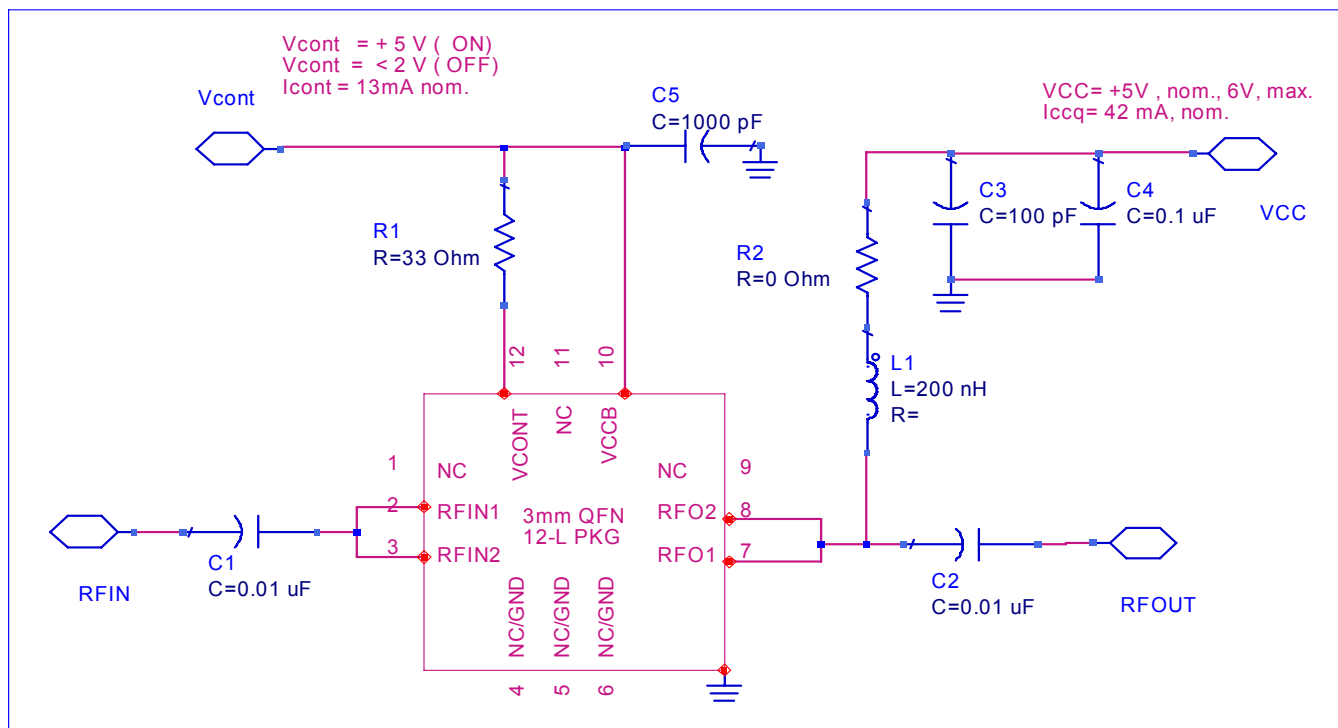 Vcont = + 5 V ( ON)
Vcont = < 2 V ( OFF)
Icont = 13mA nom.
Vcont
C5
C=1000 pF
VCC= +5V , nom., 6V, max.
Iccq= 42 mA, nom.
C3
C=100 pF
C4
C=0.1 uF
VCC
R1
R=33 Ohm
R2
R=0 Ohm
L1
L=200 nH
R=
12
11
10
VCONT
NC
VCCB
1
NC
NC
9
2
RFIN1
3mm QFN
12-L PKG
RFO2
8
3
RFIN2
RFO1
7
C1
C=0.01 uF
RFIN
C2
C=0.01 uF
RFOUT
NC/GND
NC/GND
NC/GND
4
5
6